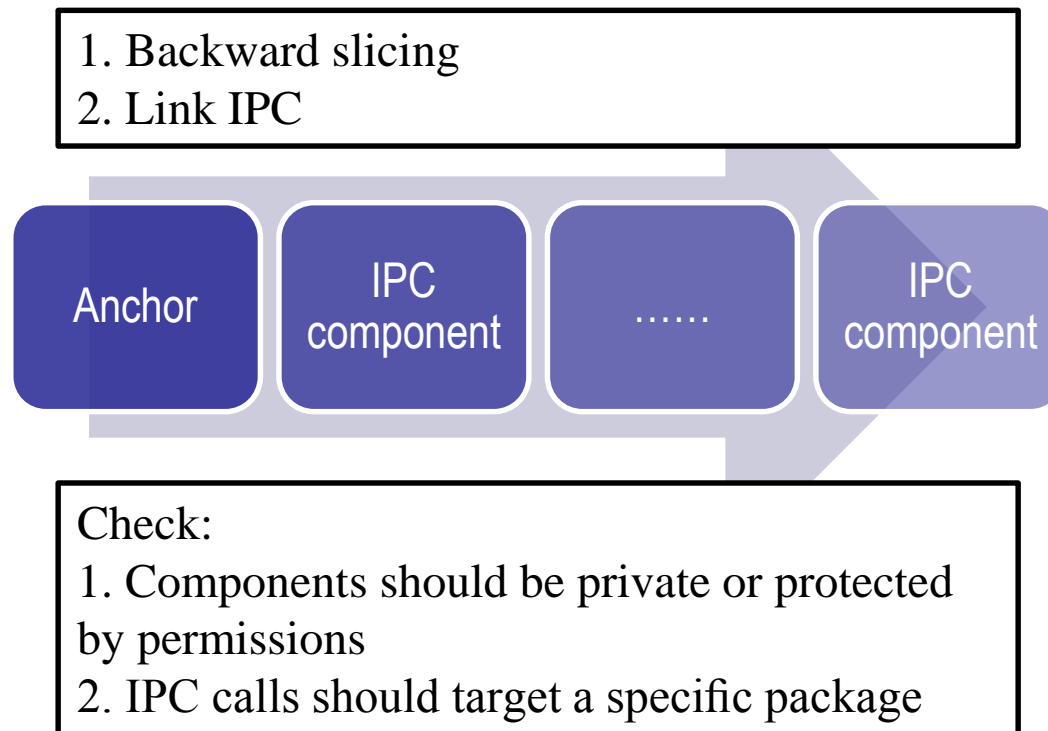 1. Backward slicing
2. Link IPC
Anchor
IPC
component
......
IPC
component
Check:
1. Components should be private or protected
by permissions
2. IPC calls should target a specific package